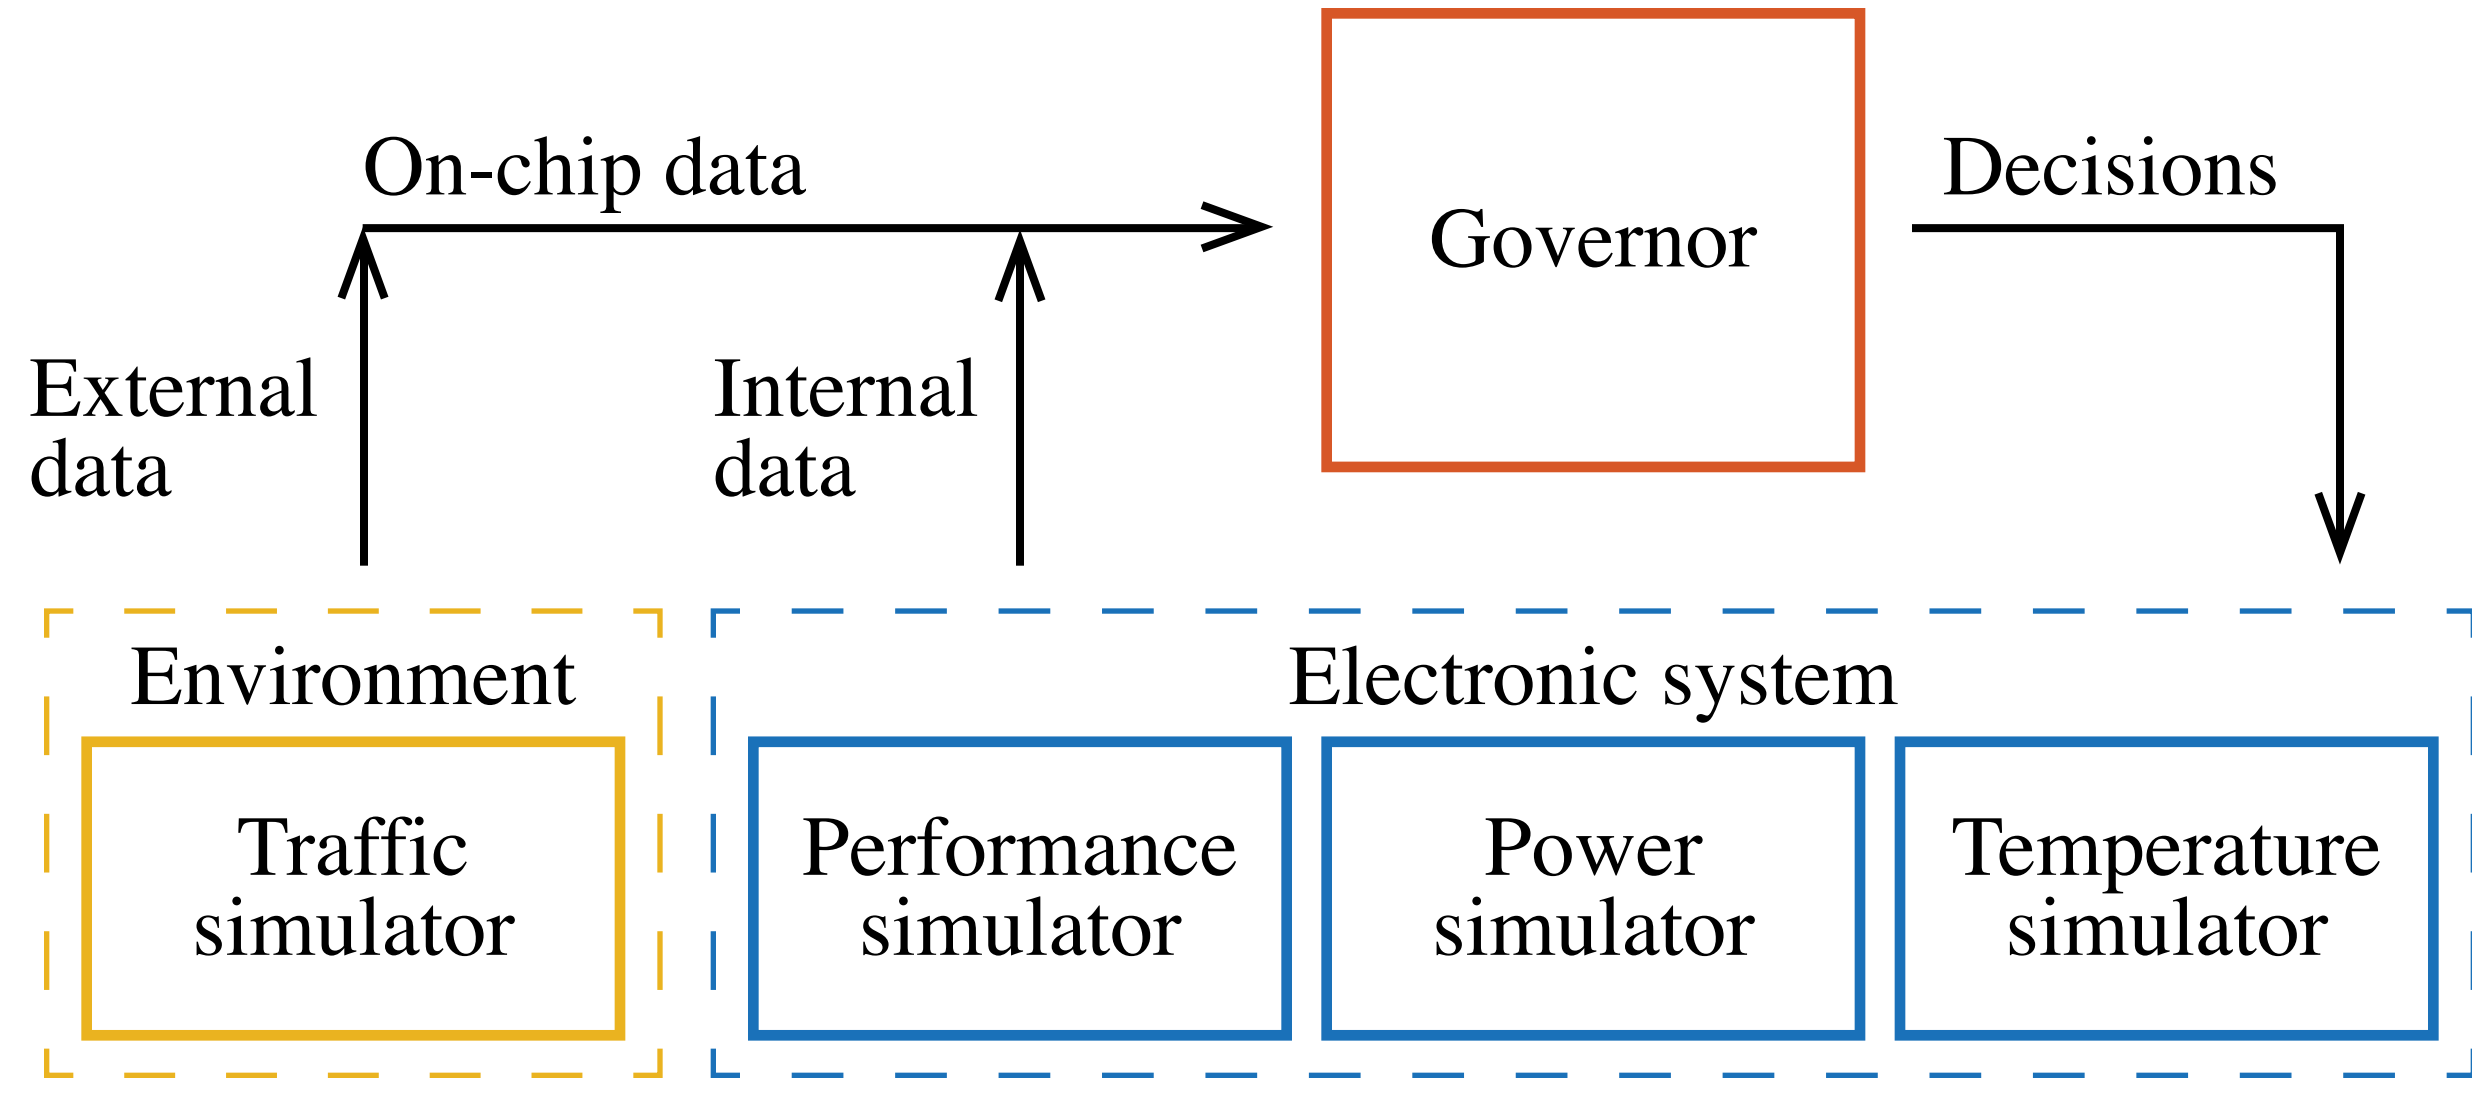 On-chip data
Governor
Decisions
External
data
Internal
data
Environment
Electronic system
Traffic
simulator
Performance
simulator
Power
simulator
Temperature
simulator